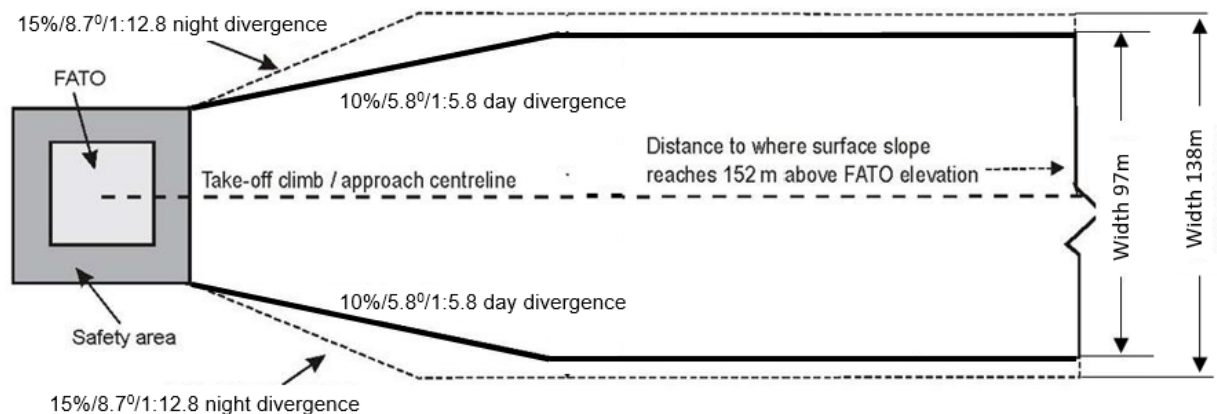 15%/8.7⁰/1:12.8 night divergence
FATO
10%/5.8⁰/1:5.8 day divergence
Distance to where surface slope
reaches 152 m above FATO elevation
Take-off climb / approach centreline
Width 97m
Width 138m
10%/5.8⁰/1:5.8 day divergence
Safety area
15%/8.7⁰/1:12.8 night divergence